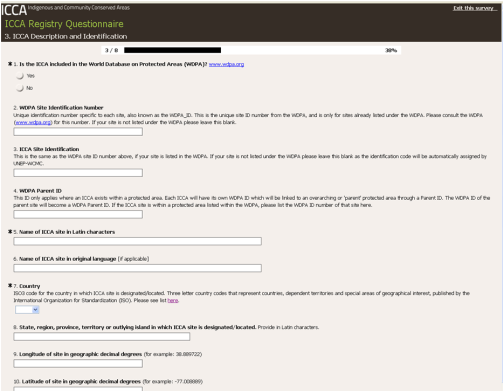 ICCA Indigenous and Community Conserved Areas
Exit this survey
ICCA Registry Questionnaire
3. ICCA Description and Identification
3 / 8 38%
* 1. Is the ICCA included in the World Database on Protected Areas (WDPA)? www.wdpa.org
Yes
No
2. WDPA Site Identification Number
Unique identification number specific to each site, also known as the WDPA_ID. This is the unique site ID number from the WDPA, and is only for sites already listed under the WDPA. Please consult the WDPA
(www.wdpa.org) for this number. If your site is not listed under the WDPA please leave this blank.
3. ICCA Site Identification
This is the same as the WDPA site ID number above, if your site is listed in the WDPA. If your site is not listed under the WDPA please leave this blank as the identification code will be automatically assigned by
UNEP-WCMC.
4. WDPA Parent ID
This ID only applies where an ICCA exists within a protected area. Each ICCA will have its own WDPA ID which will be linked to an overarching or 'parent' protected area through a Parent ID. The WDPA ID of the
parent site will become a WDPA Parent ID. If the ICCA site is within a protected area listed within the WDPA, please list the WDPA ID number of that site here.
* 5. Name of ICCA site in Latin characters
6. Name of ICCA site in original language (if applicable)
* 7. Country
ISO3 code for the country in which ICCA site is designated/located. Three letter country codes that represent countries, dependent territories and special areas of geographical interest, published by the
International Organization for Standardization (ISO). Please see list here.
8. State, region, province, territory or outlying island in which ICCA site is designated/located. Provide in Latin characters.
9. Longitude of site in geographic decimal degrees (for example: 38.889722)
10. Latitude of site in geographic decimal degrees (for example: -77.008889)